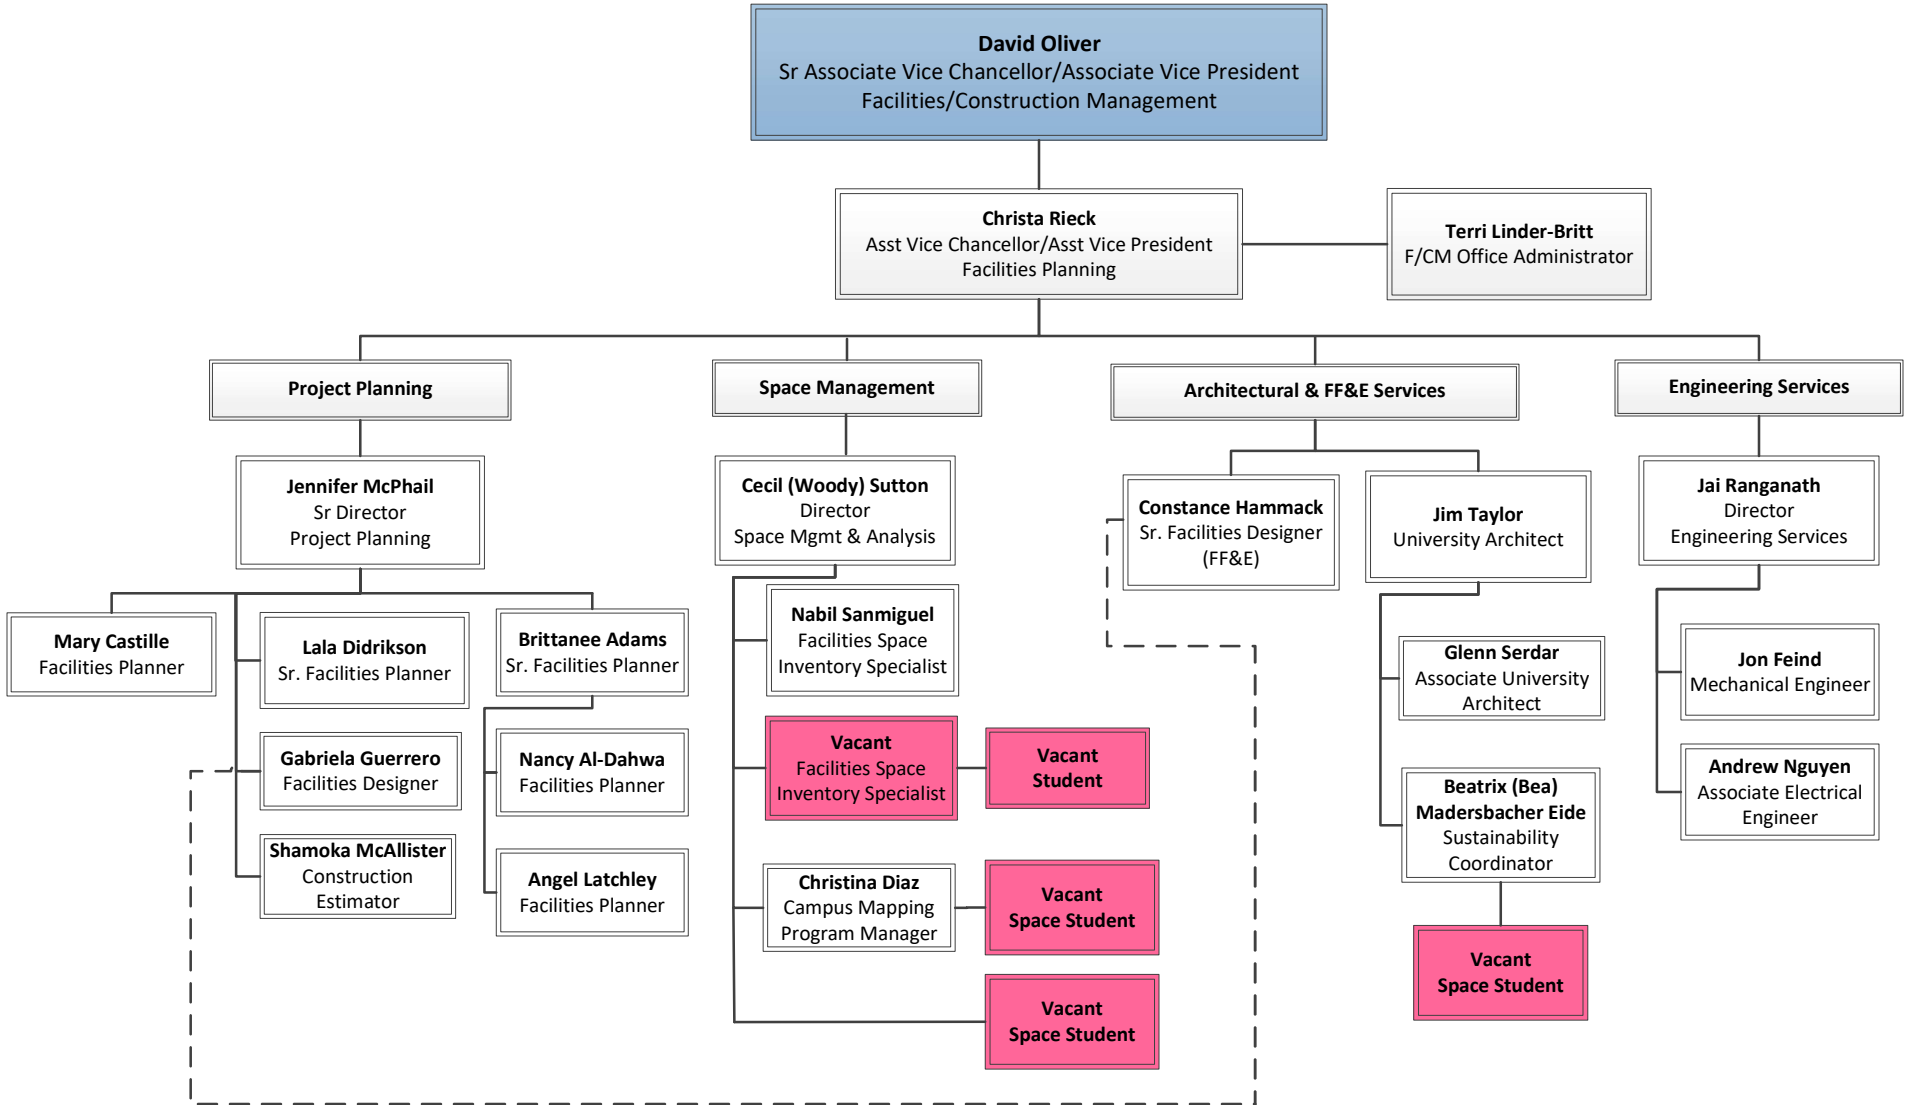 David Oliver
Sr Associate Vice Chancellor/Associate Vice President
Facilities/Construction Management
Christa Rieck
Asst Vice Chancellor/Asst Vice President
Facilities Planning
Terri Linder-Britt
F/CM Office Administrator
Project Planning
Space Management
Architectural & FF&E Services
Engineering Services
Jennifer McPhail
Sr Director
Project Planning
Cecil (Woody) Sutton
Director
Space Mgmt & Analysis
Constance Hammack
Sr. Facilities Designer
(FF&E)
Jim Taylor
University Architect
Jai Ranganath
Director
Engineering Services
Mary Castille
Facilities Planner
Lala Didrikson
Sr. Facilities Planner
Brittanee Adams
Sr. Facilities Planner
Nabil Sanmiguel
Facilities Space
Inventory Specialist
Glenn Serdar
Associate University
Architect
Jon Feind
Mechanical Engineer
Gabriela Guerrero
Facilities Designer
Nancy Al-Dahwa
Facilities Planner
Vacant
Facilities Space
Inventory Specialist
Vacant
Student
Beatrix (Bea)
Madersbacher Eide
Sustainability
Coordinator
Andrew Nguyen
Associate Electrical
Engineer
Shamoka McAllister
Construction
Estimator
Angel Latchley
Facilities Planner
Christina Diaz
Campus Mapping
Program Manager
Vacant
Space Student
Vacant
Space Student
Vacant
Space Student